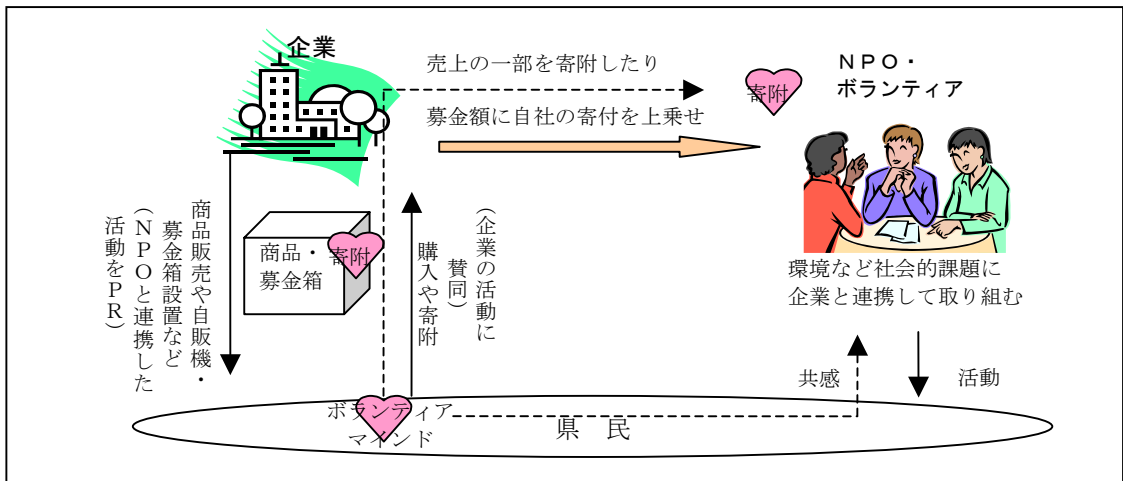 企業
売上の一部を寄附したり
募金額に自社の寄付を上乗せ
寄附
ＮＰＯ・
ボランティア
商品販売や自販機・
募金箱設置など
（ＮＰＯと連携した
活動をＰＲ）
商品・
募金箱
寄附
購入や寄附
（企業の活動に
賛同）
環境など社会的課題に
企業と連携して取り組む
共感
活動
ボランティア
マインド
県　民